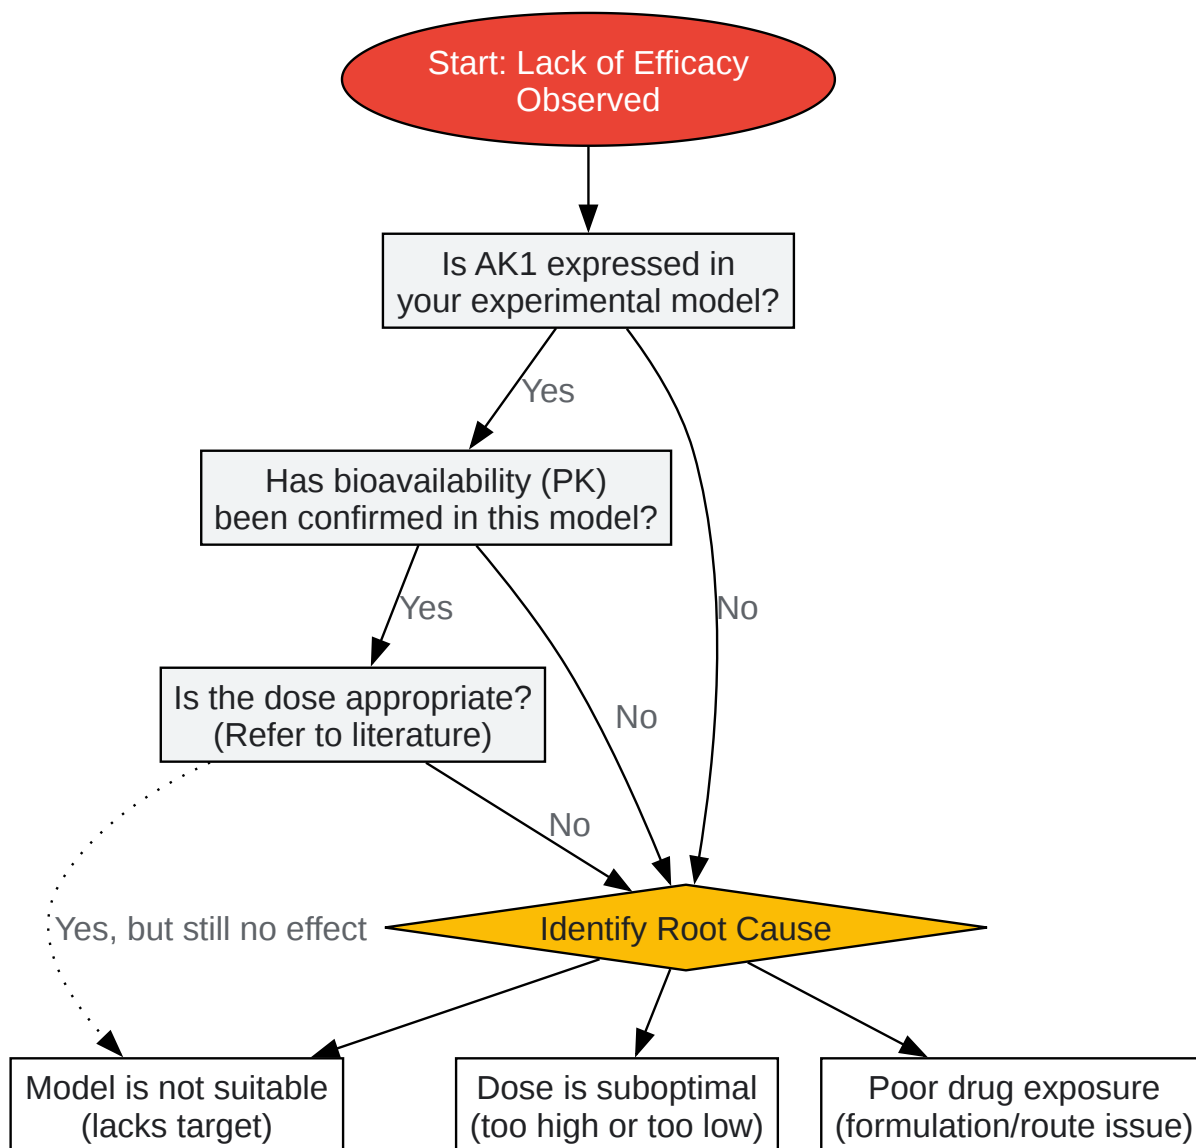 Start: Lack of Efficacy
Observed
Is AK1 expressed in
your experimental model?
Yes
Has bioavailability (PK)
been confirmed in this model?
Yes
No
Is the dose appropriate?
(Refer to literature)
No
No
Yes, but still no effect
Identify Root Cause
Model is not suitable
(lacks target)
Dose is suboptimal
(too high or too low)
Poor drug exposure
(formulation/route issue)